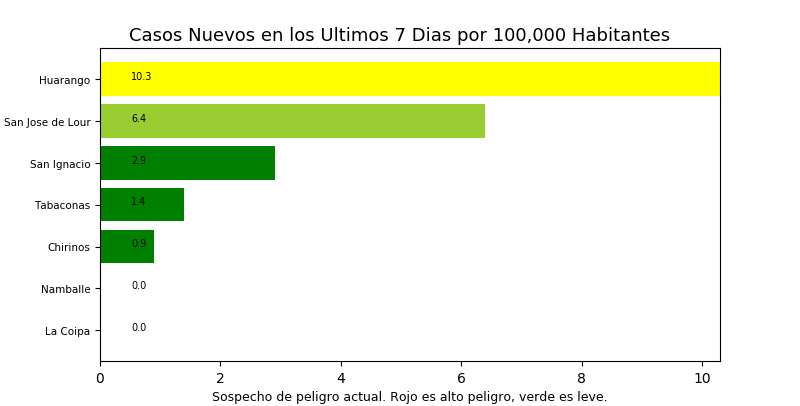 Casos Nuevos en los Ultimos 7 Dias por 100,000 Habitantes
Huarango 10.3
San Jose de Lour 6.4
San Ignacio 2.9
Tabaconas 1.4
Chirinos 0.9
Namballe 0.0
La Coipa 0.0
0 2 4 6 8 10
Sospecho de peligro actual. Rojo es alto peligro, verde es leve.